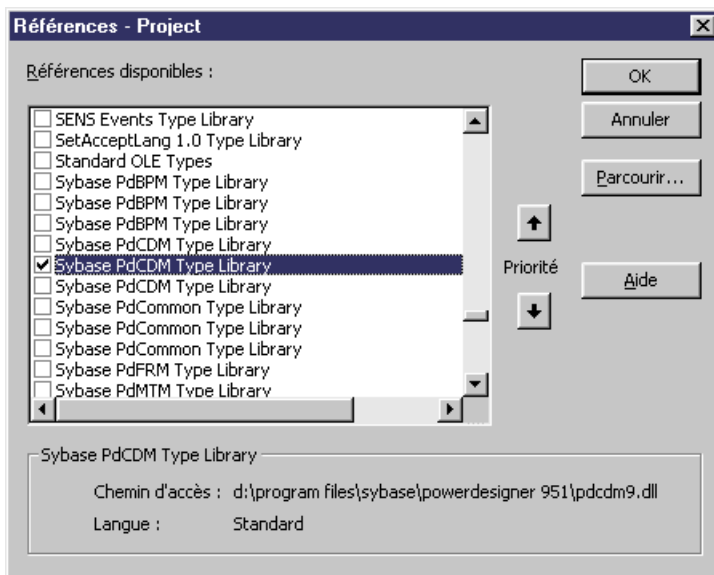 Références - Project
Références disponibles :
SENS Events Type Library
SetAcceptLang 1.0 Type Library
Standard OLE Types
Sybase PdBPM Type Library
Sybase PdBPM Type Library
Sybase PdBPM Type Library
Sybase PdCDM Type Library
Sybase PdCDM Type Library
Sybase PdCDM Type Library
Sybase PdCommon Type Library
Sybase PdCommon Type Library
Sybase PdCommon Type Library
Sybase PdFRM Type Library
Sybase PdMTM Type Library
OK
Annuler
Parcourir...
Priorité
Aide
Sybase PdCDM Type Library
Chemin d'accès : d:\program files\sybase\powerdesigner 951\pdcdm9.dll
Langue : Standard